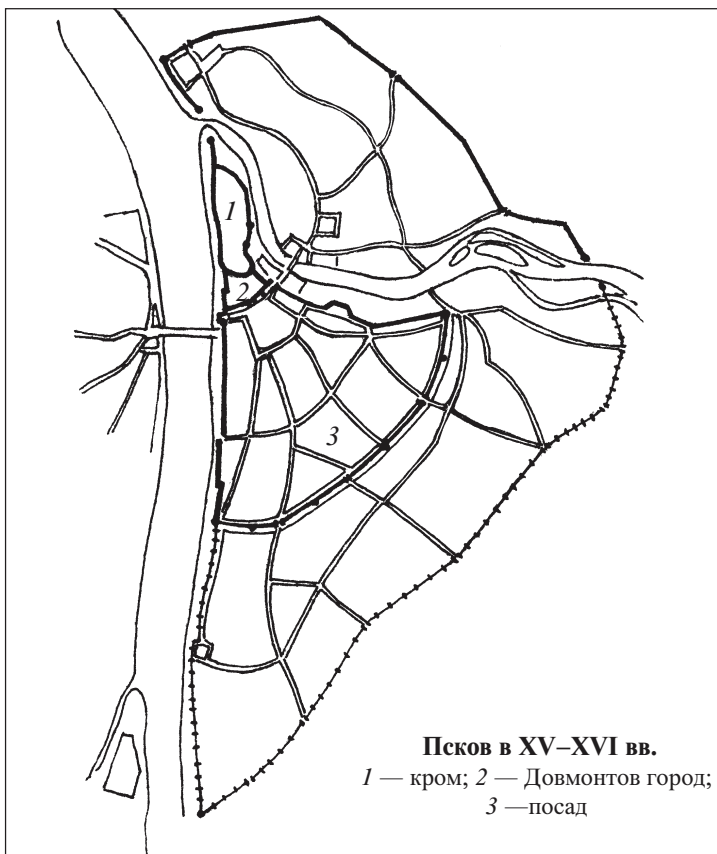 1
2
3
Псков в XV–XVI вв.
1 — кром; 2 — Довмонтов город;
3 —посад